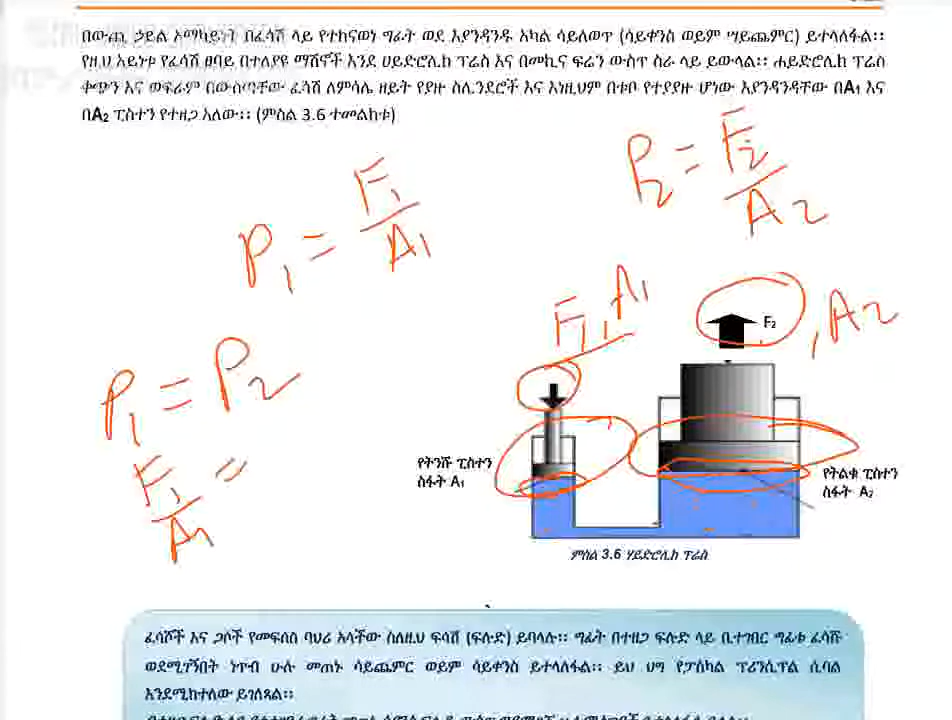 በውጪ ኃይል አማካይነት በፈሳሽ ላይ የተከናወነ ግፊት ወደ እያንዳንዱ አካል ሳይለወጥ (ሳይቀንስ ወይም ሣይጨምር) ይተላለፋል፡፡
የዚህ አይነቱ የፈሳሽ ፀባይ በተለያዩ ማሽኖች እንደ ሀይድሮሊክ ፕሬስ እና በመኪና ፍሬን ውስጥ ስራ ላይ ይውላል፡፡ ሐይድሮሊክ ፕሬስ
ቀጭን እና ወፍራም በውስጣቸው ፈሳሽ ለምሳሌ ዘይት የያዙ ስሊንደሮች እና እነዚህም በቱቦ የተያያዙ ሆነው እያንዳንዳቸው በA₁ እና
በA₂ ፒስተን የተዘጋ አለው፡፡ (ምስል 3.6 ተመልከቱ)
P₁ = F₁/A₁
P₂ = F₂/A₂
F₁, A₁
F₂
, A₂
P₁ = P₂
F₁/A₁ =
የትንሹ ፒስተን
ስፋት A₁
የትልቁ ፒስተን
ስፋት A₂
ምስል 3.6 ሃይድሮሊክ ፕሬስ
ፈሳሾች እና ጋሶች የመፍሰስ ባህሪ አላቸው ስለዚህ ፍሳሽ (ፍሉድ) ይባላሉ፡፡ ግፊት በተዘጋ ፍሉድ ላይ ቢተገበር ግፊቱ ፈሳሹ
ወደሚገኝበት ነጥብ ሁሉ መጠኑ ሳይጨምር ወይም ሳይቀንስ ይተላለፋል፡፡ ይህ ህግ የፓስካል ፕሪንሲፕል ሲባል
እንደሚከተለው ይገለጻል፡፡